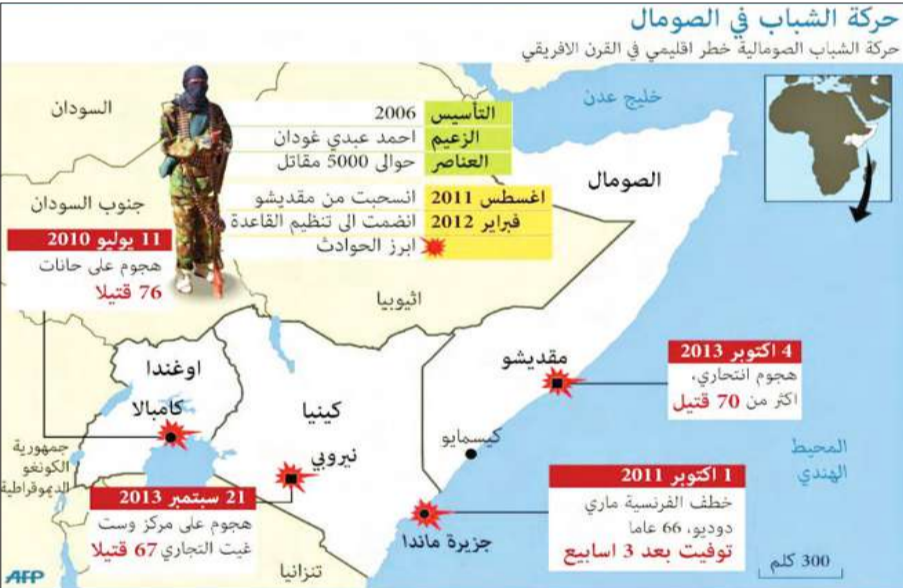 حركة الشباب في الصومال
حركة الشباب الصومالية خطر اقليمي في القرن الافريقي
خليج عدن
السودان
التأسيس 2006
الزعيم احمد عبدي غودان
العناصر حوالى 5000 مقاتل
الصومال
اغسطس 2011 انسحبت من مقديشو
فبراير 2012 انضمت الى تنظيم القاعدة
ابرز الحوادث
جنوب السودان
11 يوليو 2010
هجوم على حانات
76 قتيلا
اثيوبيا
4 اكتوبر 2013
هجوم انتحاري،
اكثر من 70 قتيل
مقديشو
اوغندا
كامبالا
كينيا
كيسمايو
نيروبي
المحيط
الهندي
جمهورية
الكونغو
الديموقراطية
1 اكتوبر 2011
خطف الفرنسية ماري
دوديو، 66 عاما
توفيت بعد 3 اسابيع
21 سبتمبر 2013
هجوم على مركز وست
غيت التجاري 67 قتيلا
جزيرة ماندا
تنزانيا
300 كلم
AFP